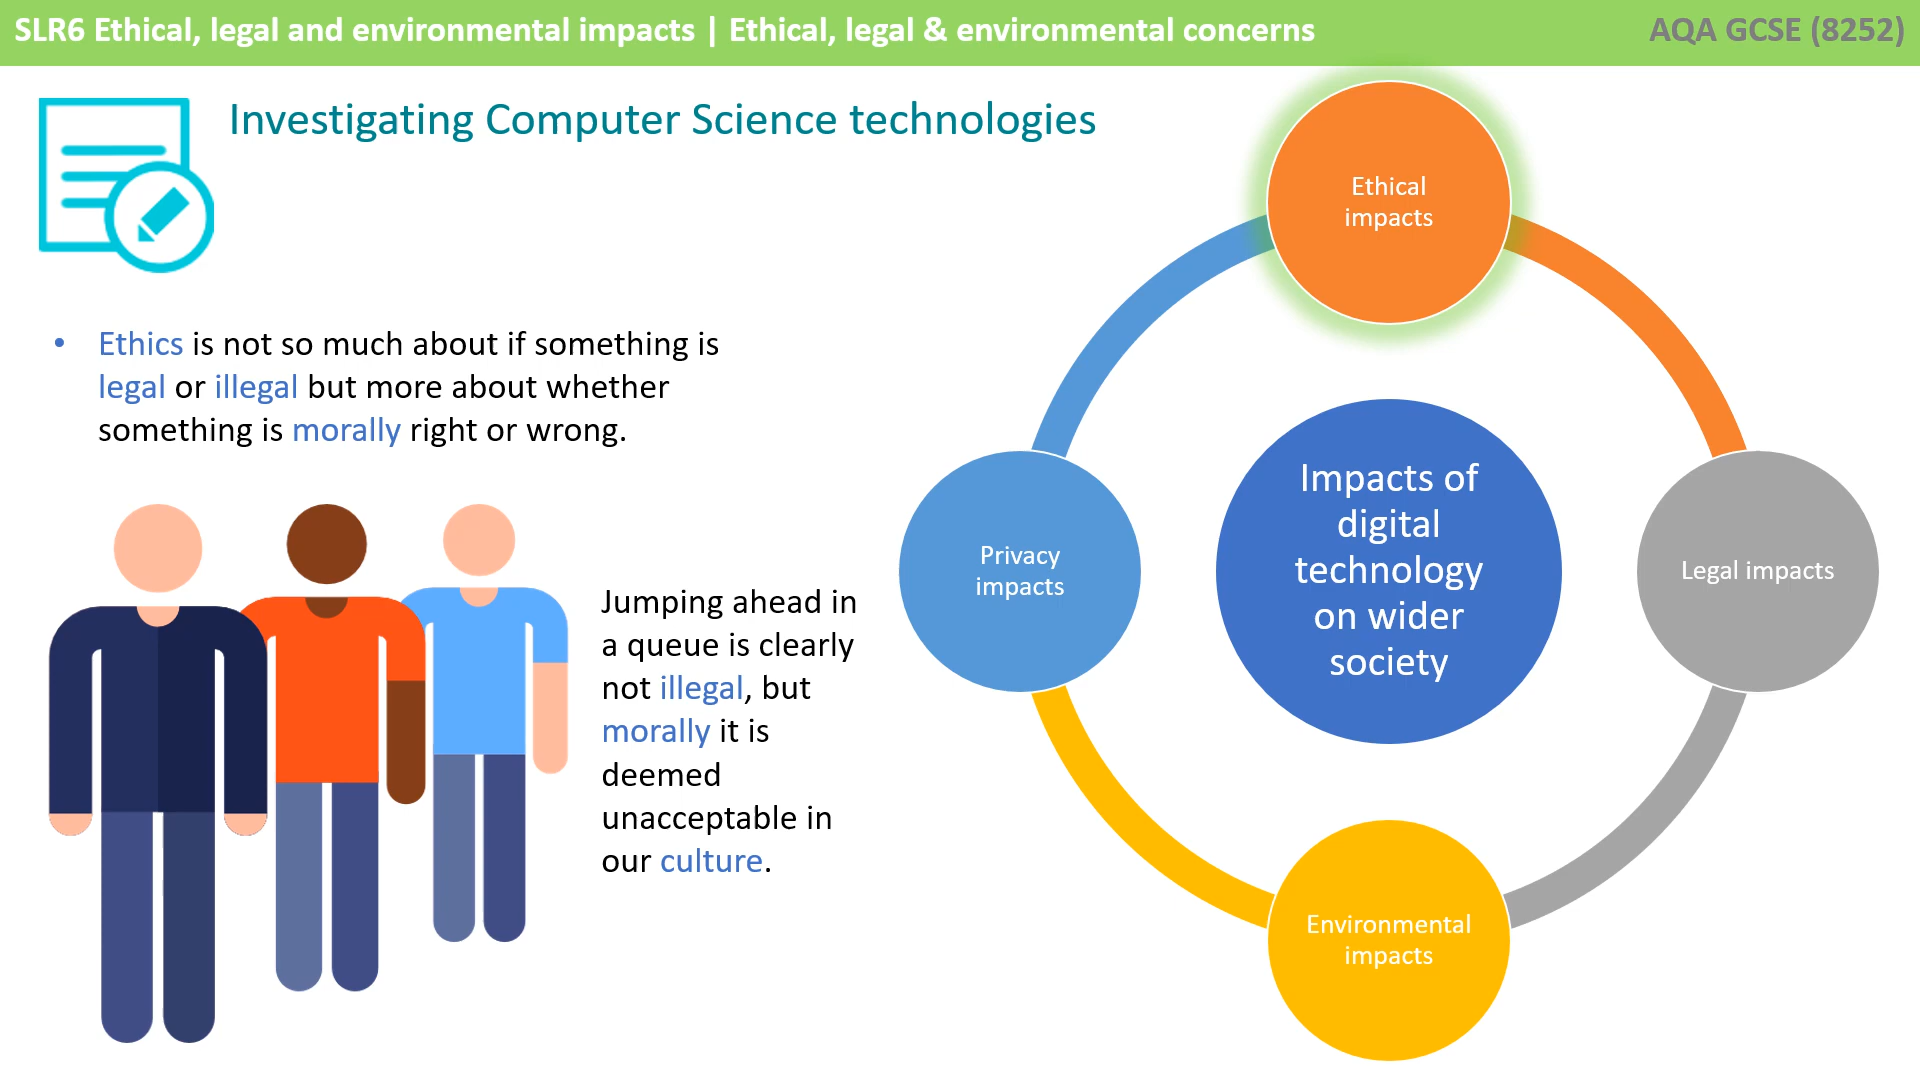 SLR6 Ethical, legal and environmental impacts | Ethical, legal & environmental concerns
AQA GCSE (8252)
Investigating Computer Science technologies
• Ethics is not so much about if something is
legal or illegal but more about whether
something is morally right or wrong.
Jumping ahead in
a queue is clearly
not illegal, but
morally it is
deemed
unacceptable in
our culture.
Ethical
impacts
Privacy
impacts
Impacts of
digital
technology
on wider
society
Legal impacts
Environmental
impacts